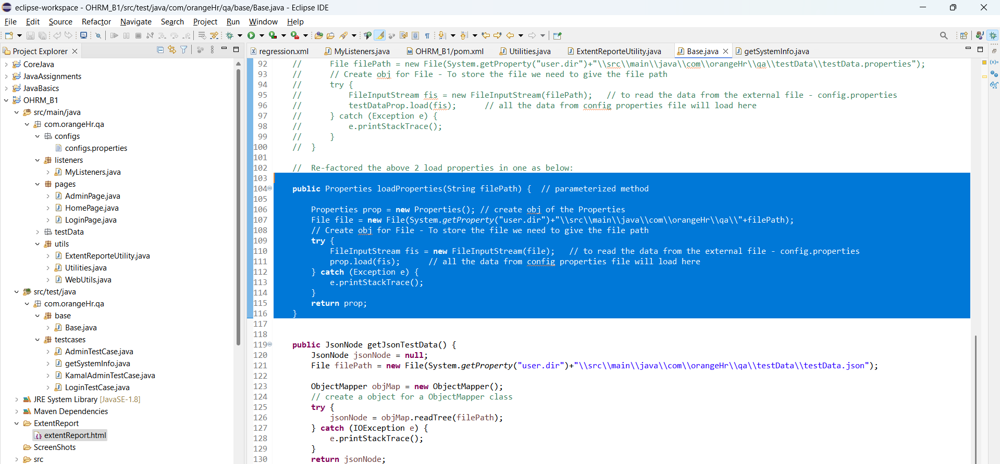 eclipse-workspace - OHRM_B1/src/test/java/com/orangeHr/qa/base/Base.java - Eclipse IDE
File Edit Source Refactor Navigate Search Project Run Window Help
Project Explorer
CoreJava
JavaAssignments
JavaBasics
OHRM_B1
src/main/java
com.orangeHr.qa
configs
configs.properties
listeners
MyListeners.java
pages
AdminPage.java
HomePage.java
LoginPage.java
testData
utils
ExtentReporteUtility.java
Utilities.java
WebUtils.java
src/test/java
com.orangeHr.qa
base
Base.java
testcases
AdminTestCase.java
getSystemInfo.java
KamalAdminTestCase.java
LoginTestCase.java
JRE System Library [JavaSE-1.8]
Maven Dependencies
ExtentReport
extentReport.html
ScreenShots
src
regression.xml MyListeners.java OHRM_B1/pom.xml Utilities.java ExtentReporteUtility.java Base.java getSystemInfo.java
92 // File filePath = new File(System.getProperty("user.dir")+"\\src\\main\\java\\com\\orangeHr\\qa\\testData\\testData.properties");
93 // // Create obj for File - To store the file we need to give the file path
94 // try {
95 // FileInputStream fis = new FileInputStream(filePath); // to read the data from the external file - config.properties
96 // testDataProp.load(fis); // all the data from config properties file will load here
97 // } catch (Exception e) {
98 // e.printStackTrace();
99 // }
100 // }
101
102 // Re-factored the above 2 load properties in one as below:
103
104 public Properties loadProperties(String filePath) { // parameterized method
105
106 Properties prop = new Properties(); // create obj of the Properties
107 File file = new File(System.getProperty("user.dir")+"\\src\\main\\java\\com\\orangeHr\\qa\\"+filePath);
108 // Create obj for File - To store the file we need to give the file path
109 try {
110 FileInputStream fis = new FileInputStream(file); // to read the data from the external file - config.properties
111 prop.load(fis); // all the data from config properties file will load here
112 } catch (Exception e) {
113 e.printStackTrace();
114 }
115 return prop;
116 }
117
118
119 public JsonNode getJsonTestData() {
120 JsonNode jsonNode = null;
121 File filePath = new File(System.getProperty("user.dir")+"\\src\\main\\java\\com\\orangeHr\\qa\\testData\\testData.json");
122
123 ObjectMapper objMap = new ObjectMapper();
124 // create a object for a ObjectMapper class
125 try {
126 jsonNode = objMap.readTree(filePath);
127 } catch (IOException e) {
128 e.printStackTrace();
129 }
130 return jsonNode;